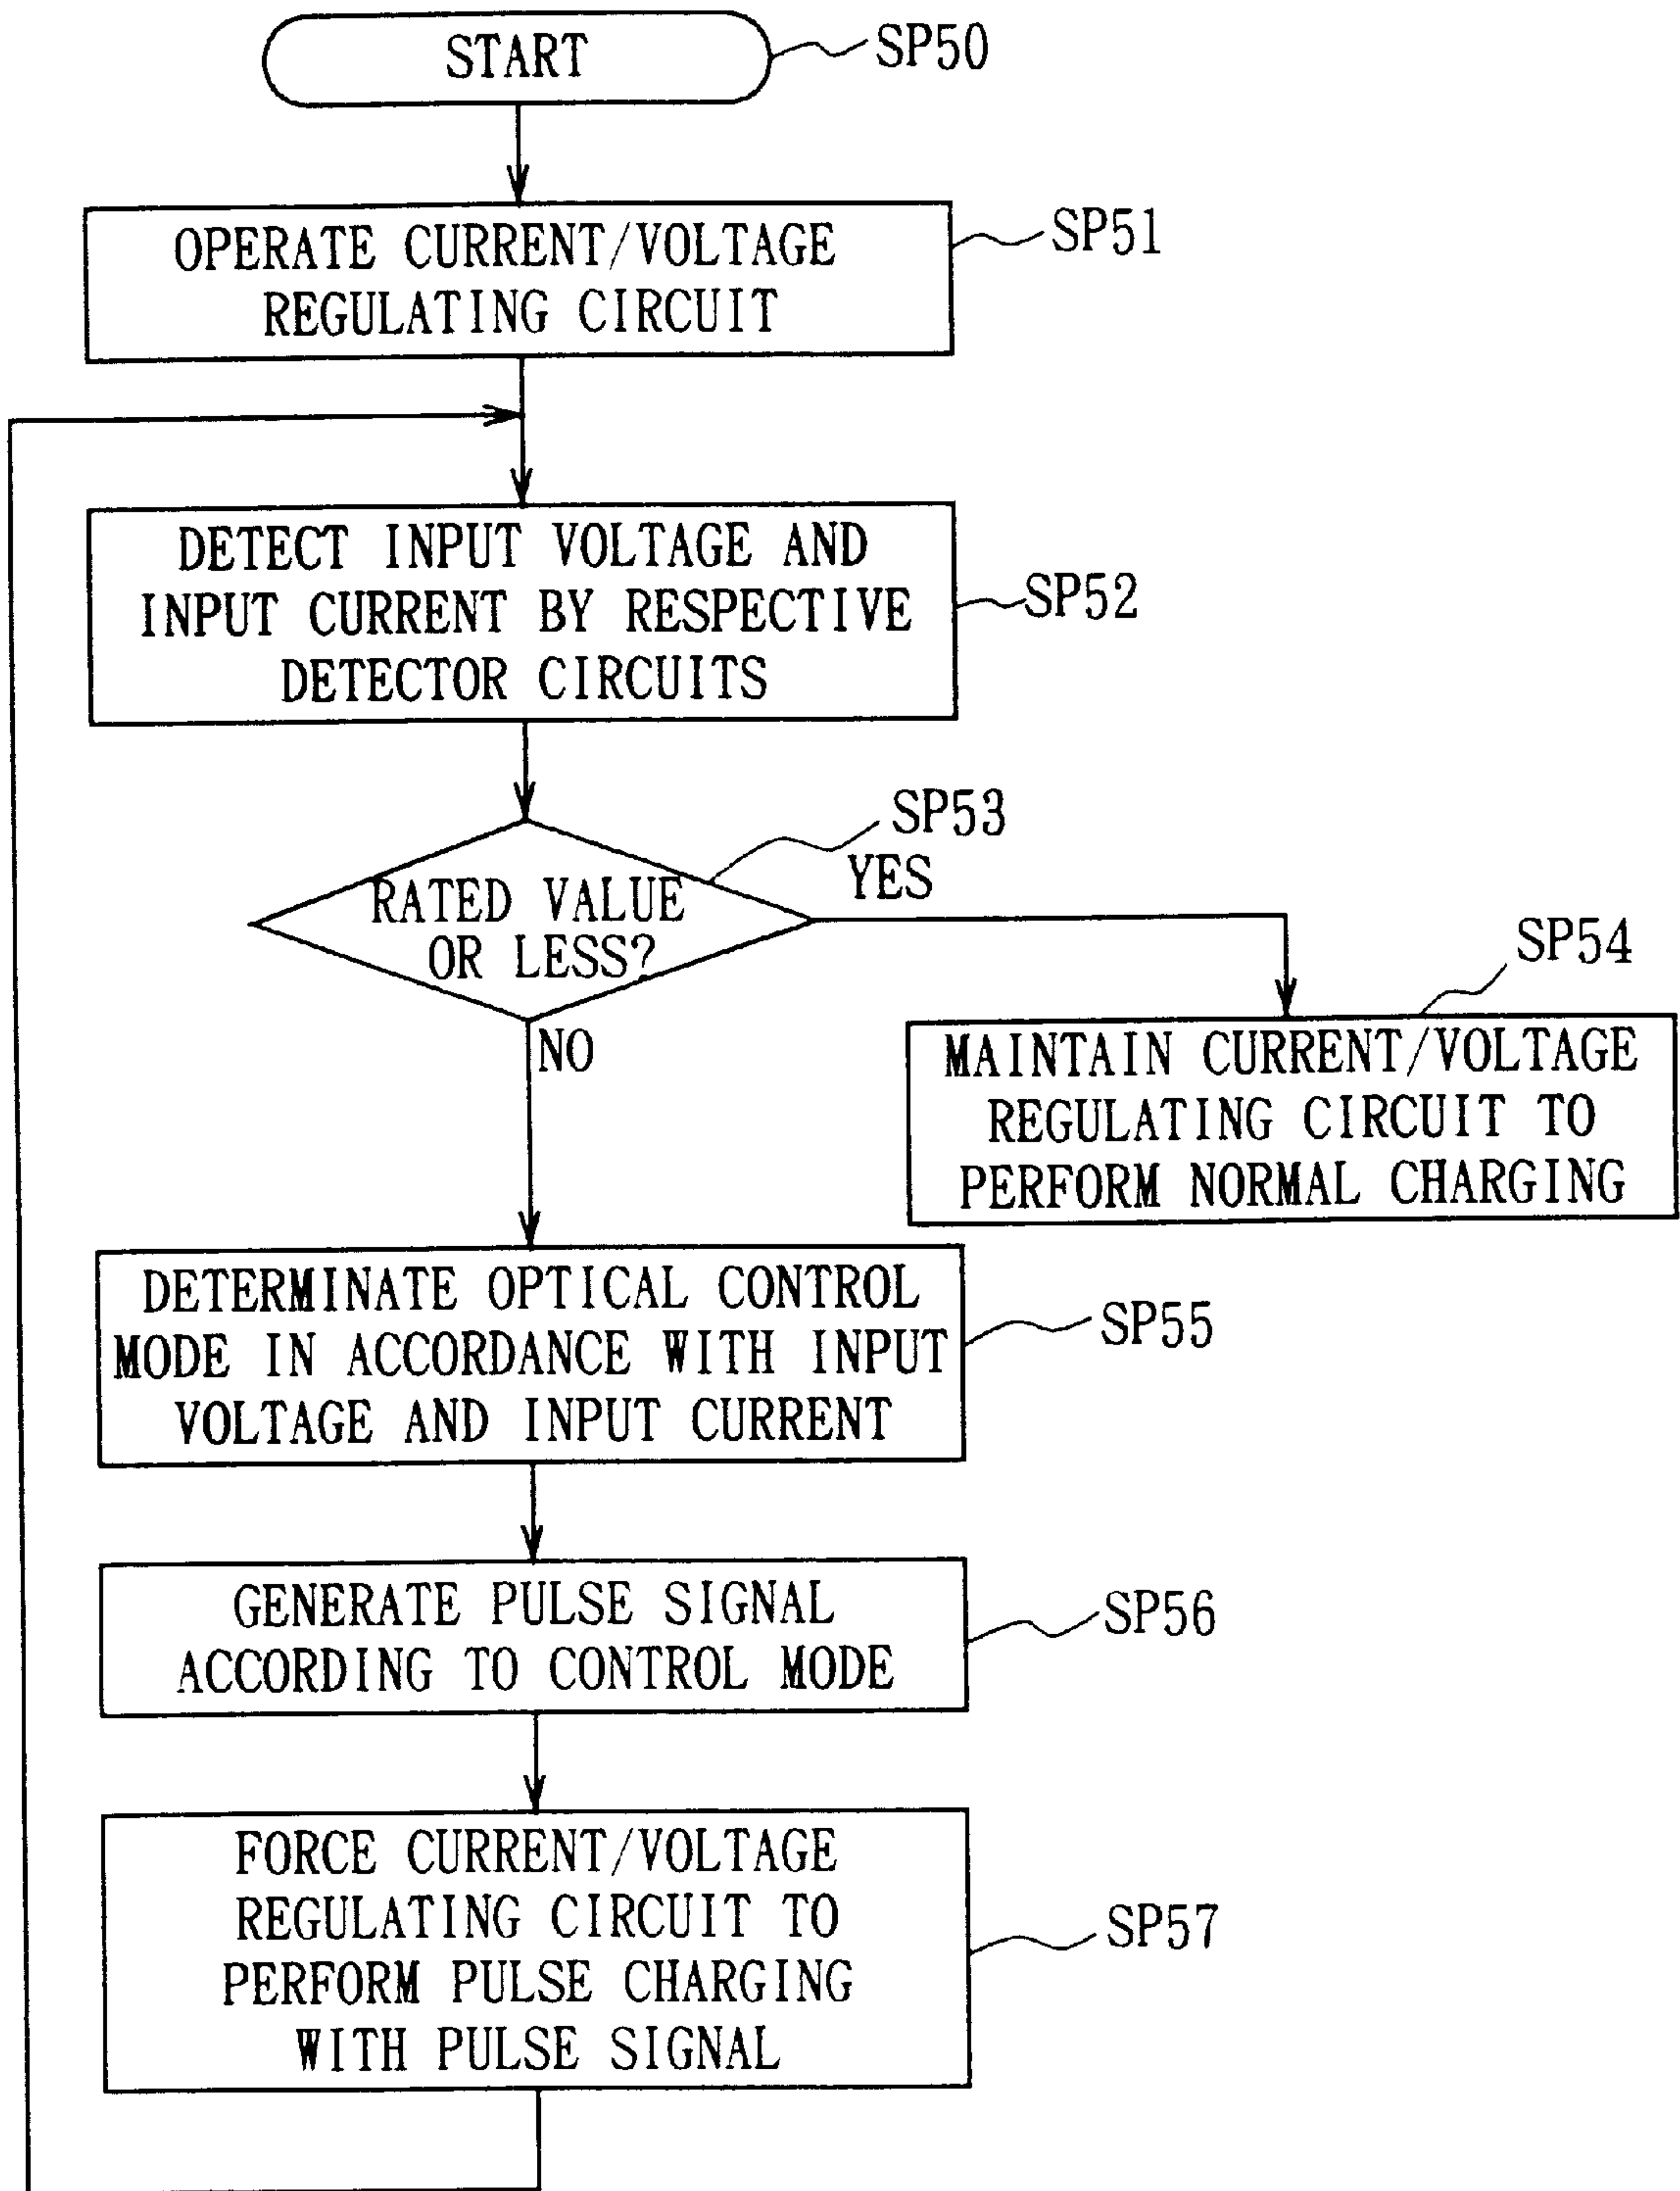 START
SP50
OPERATE CURRENT/VOLTAGE
REGULATING CIRCUIT
SP51
DETECT INPUT VOLTAGE AND
INPUT CURRENT BY RESPECTIVE
DETECTOR CIRCUITS
SP52
SP53
YES
RATED VALUE
OR LESS?
NO
SP54
MAINTAIN CURRENT/VOLTAGE
REGULATING CIRCUIT TO
PERFORM NORMAL CHARGING
DETERMINATE OPTICAL CONTROL
MODE IN ACCORDANCE WITH INPUT
VOLTAGE AND INPUT CURRENT
SP55
GENERATE PULSE SIGNAL
ACCORDING TO CONTROL MODE
SP56
FORCE CURRENT/VOLTAGE
REGULATING CIRCUIT TO
PERFORM PULSE CHARGING
WITH PULSE SIGNAL
SP57